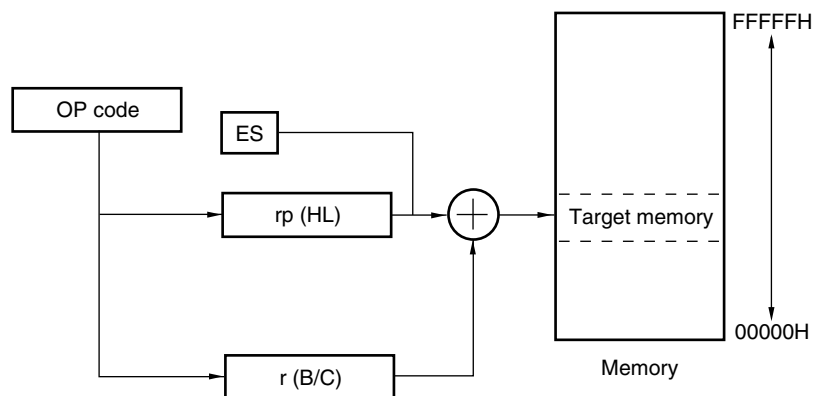 FFFFFH
OP code
ES
rp (HL)
Target memory
00000H
r (B/C)
Memory